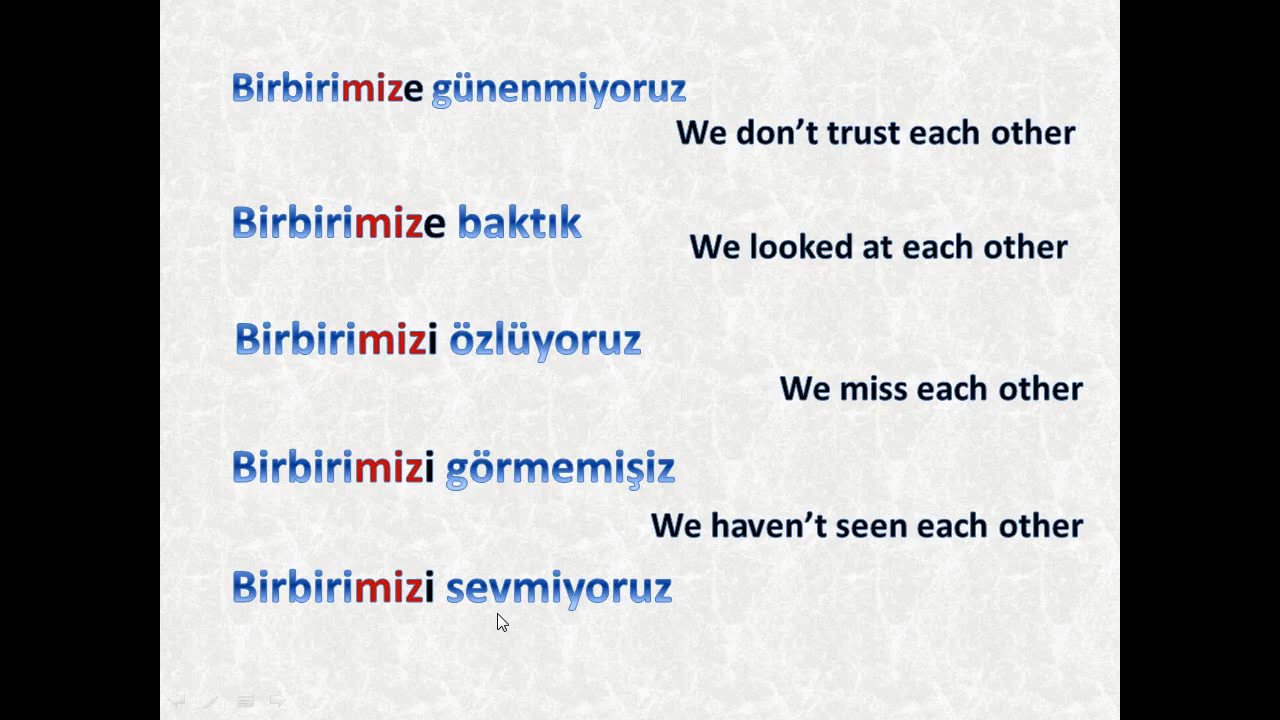 Birbirimize günenmiyoruz
We don’t trust each other
Birbirimize baktık
We looked at each other
Birbirimizi özlüyoruz
We miss each other
Birbirimizi görmemişiz
We haven’t seen each other
Birbirimizi sevmiyoruz